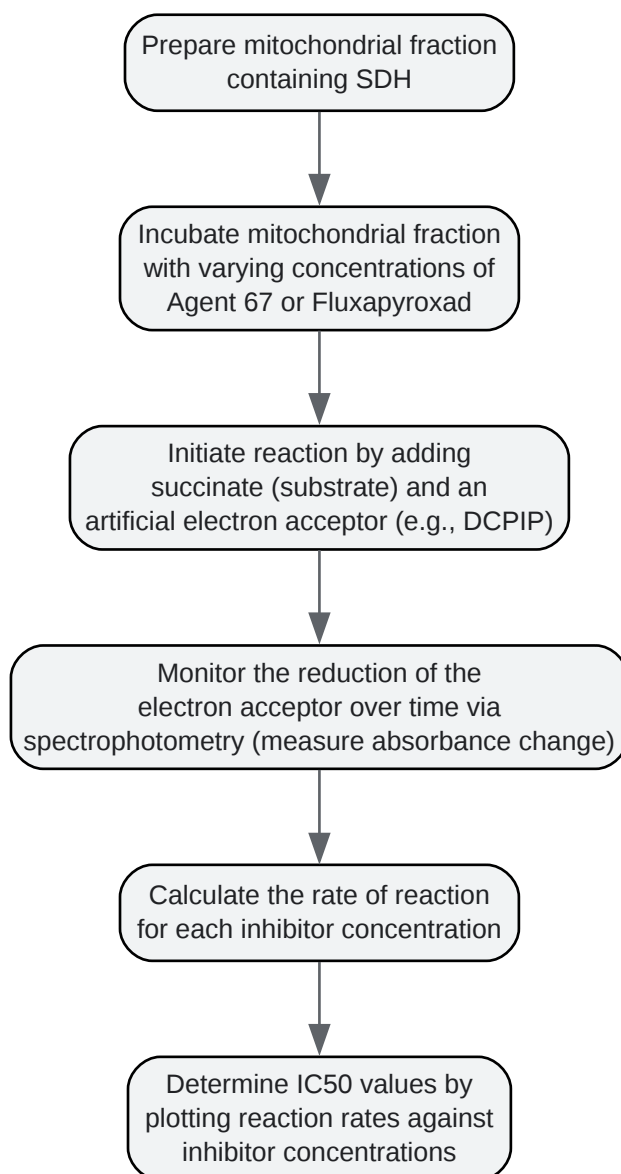 Prepare mitochondrial fraction
containing SDH
Incubate mitochondrial fraction
with varying concentrations of
Agent 67 or Fluxapyroxad
Initiate reaction by adding
succinate (substrate) and an
artificial electron acceptor (e.g., DCPIP)
Monitor the reduction of the
electron acceptor over time via
spectrophotometry (measure absorbance change)
Calculate the rate of reaction
for each inhibitor concentration
Determine IC50 values by
plotting reaction rates against
inhibitor concentrations